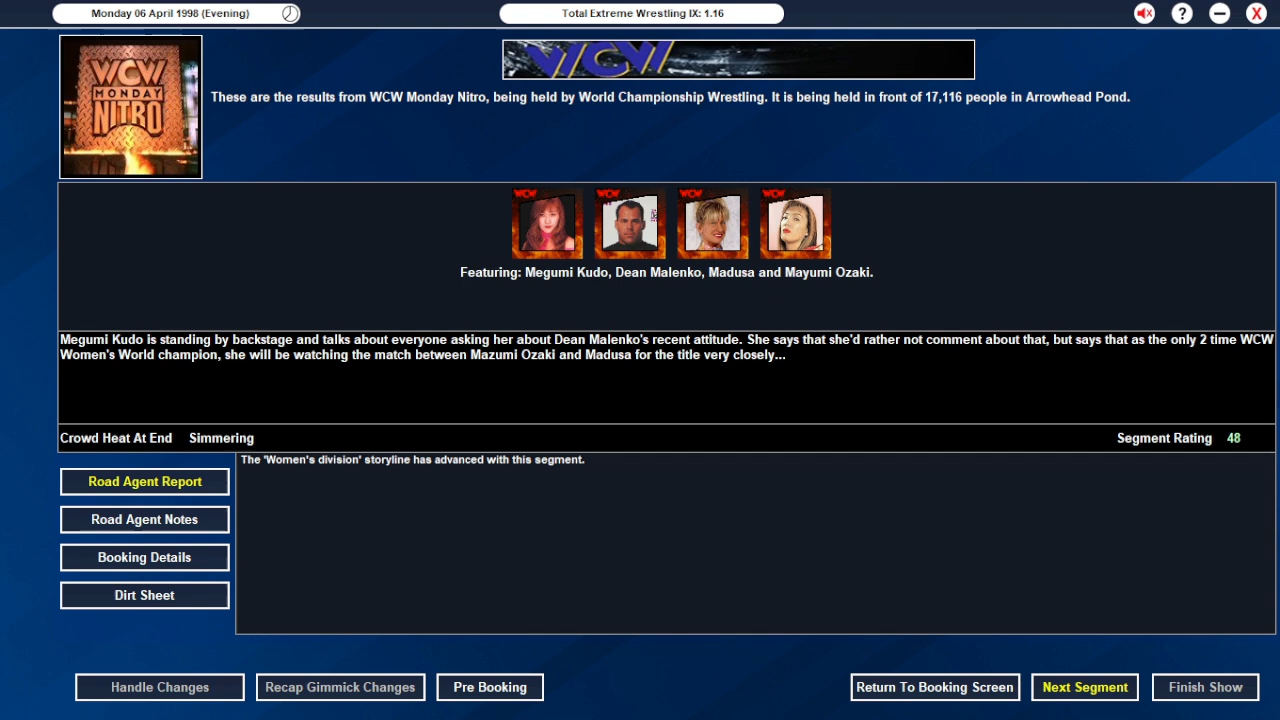 Monday 06 April 1998 (Evening)
Total Extreme Wrestling IX: 1.16
?
X
WCW
MONDAY
NITRO
WCW
These are the results from WCW Monday Nitro, being held by World Championship Wrestling. It is being held in front of 17,116 people in Arrowhead Pond.
WCW
WCW
WCW
WCW
Featuring: Megumi Kudo, Dean Malenko, Madusa and Mayumi Ozaki.
Megumi Kudo is standing by backstage and talks about everyone asking her about Dean Malenko's recent attitude. She says that she'd rather not comment about that, but says that as the only 2 time WCW
Women's World champion, she will be watching the match between Mazumi Ozaki and Madusa for the title very closely...
Crowd Heat At End Simmering
Segment Rating 48
The 'Women's division' storyline has advanced with this segment.
Road Agent Report
Road Agent Notes
Booking Details
Dirt Sheet
Handle Changes
Recap Gimmick Changes
Pre Booking
Return To Booking Screen
Next Segment
Finish Show